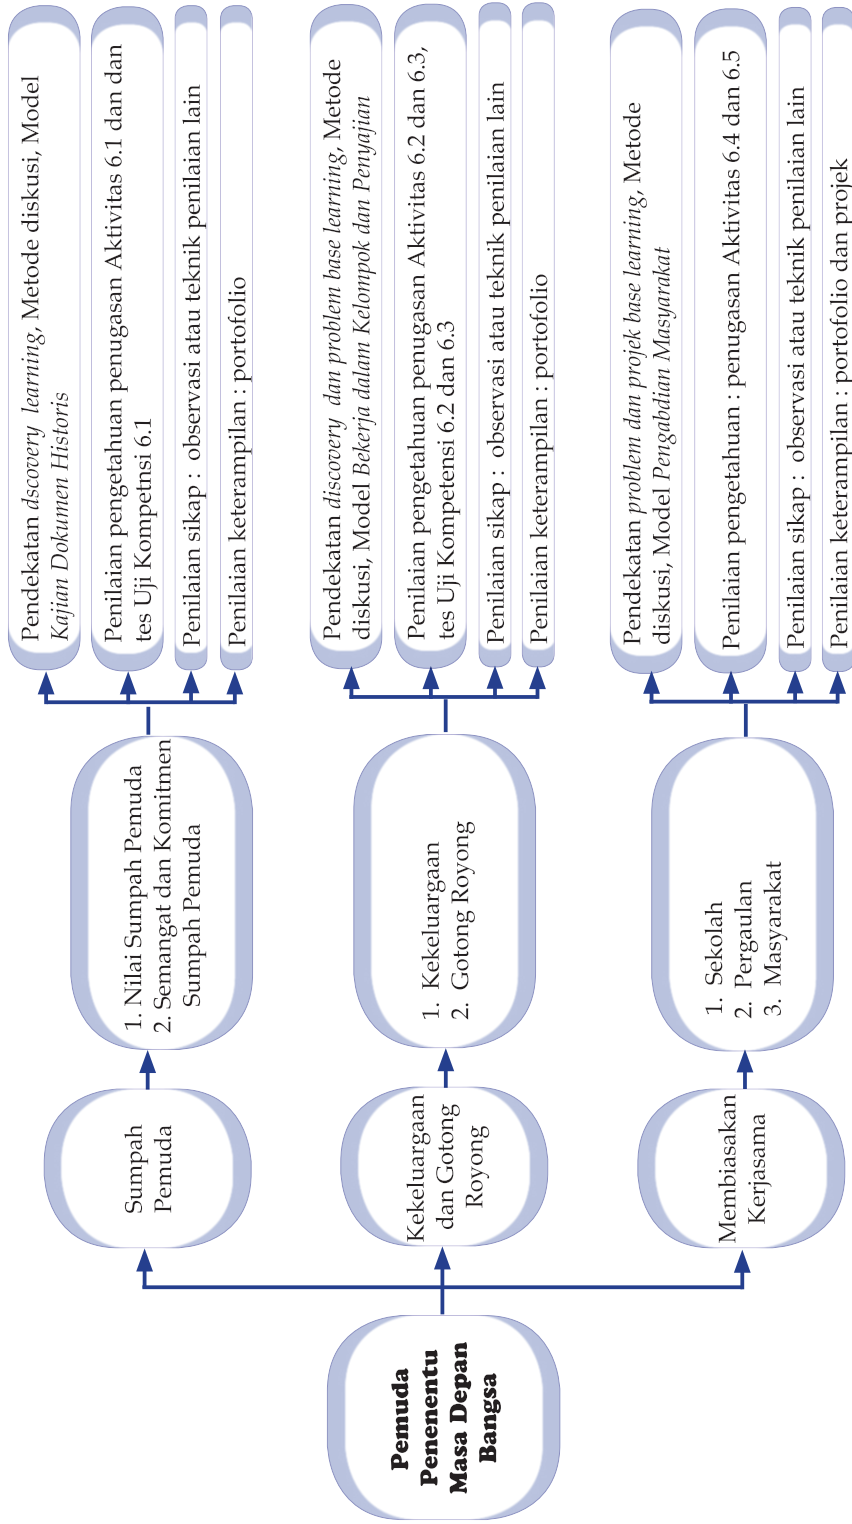 Pemuda
Penenentu
Masa Depan
Bangsa
Sumpah
Pemuda
1. Nilai Sumpah Pemuda
2. Semangat dan Komitmen
Sumpah Pemuda
Pendekatan dscovery learning, Metode diskusi, Model
Kajian Dokumen Historis
Penilaian pengetahuan penugasan Aktivitas 6.1 dan dan
tes Uji Kompetnsi 6.1
Penilaian sikap : observasi atau teknik penilaian lain
Penilaian keterampilan : portofolio
Kekeluargaan
dan Gotong
Royong
1. Kekeluargaan
2. Gotong Royong
Pendekatan discovery dan problem base learning, Metode
diskusi, Model Bekerja dalam Kelompok dan Penyajian
Penilaian pengetahuan penugasan Aktivitas 6.2 dan 6.3,
tes Uji Kompetensi 6.2 dan 6.3
Penilaian sikap : observasi atau teknik penilaian lain
Penilaian keterampilan : portofolio
Membiasakan
Kerjasama
1. Sekolah
2. Pergaulan
3. Masyarakat
Pendekatan problem dan projek base learning, Metode
diskusi, Model Pengabdian Masyarakat
Penilaian pengetahuan : penugasan Aktivitas 6.4 dan 6.5
Penilaian sikap : observasi atau teknik penilaian lain
Penilaian keterampilan : portofolio dan projek